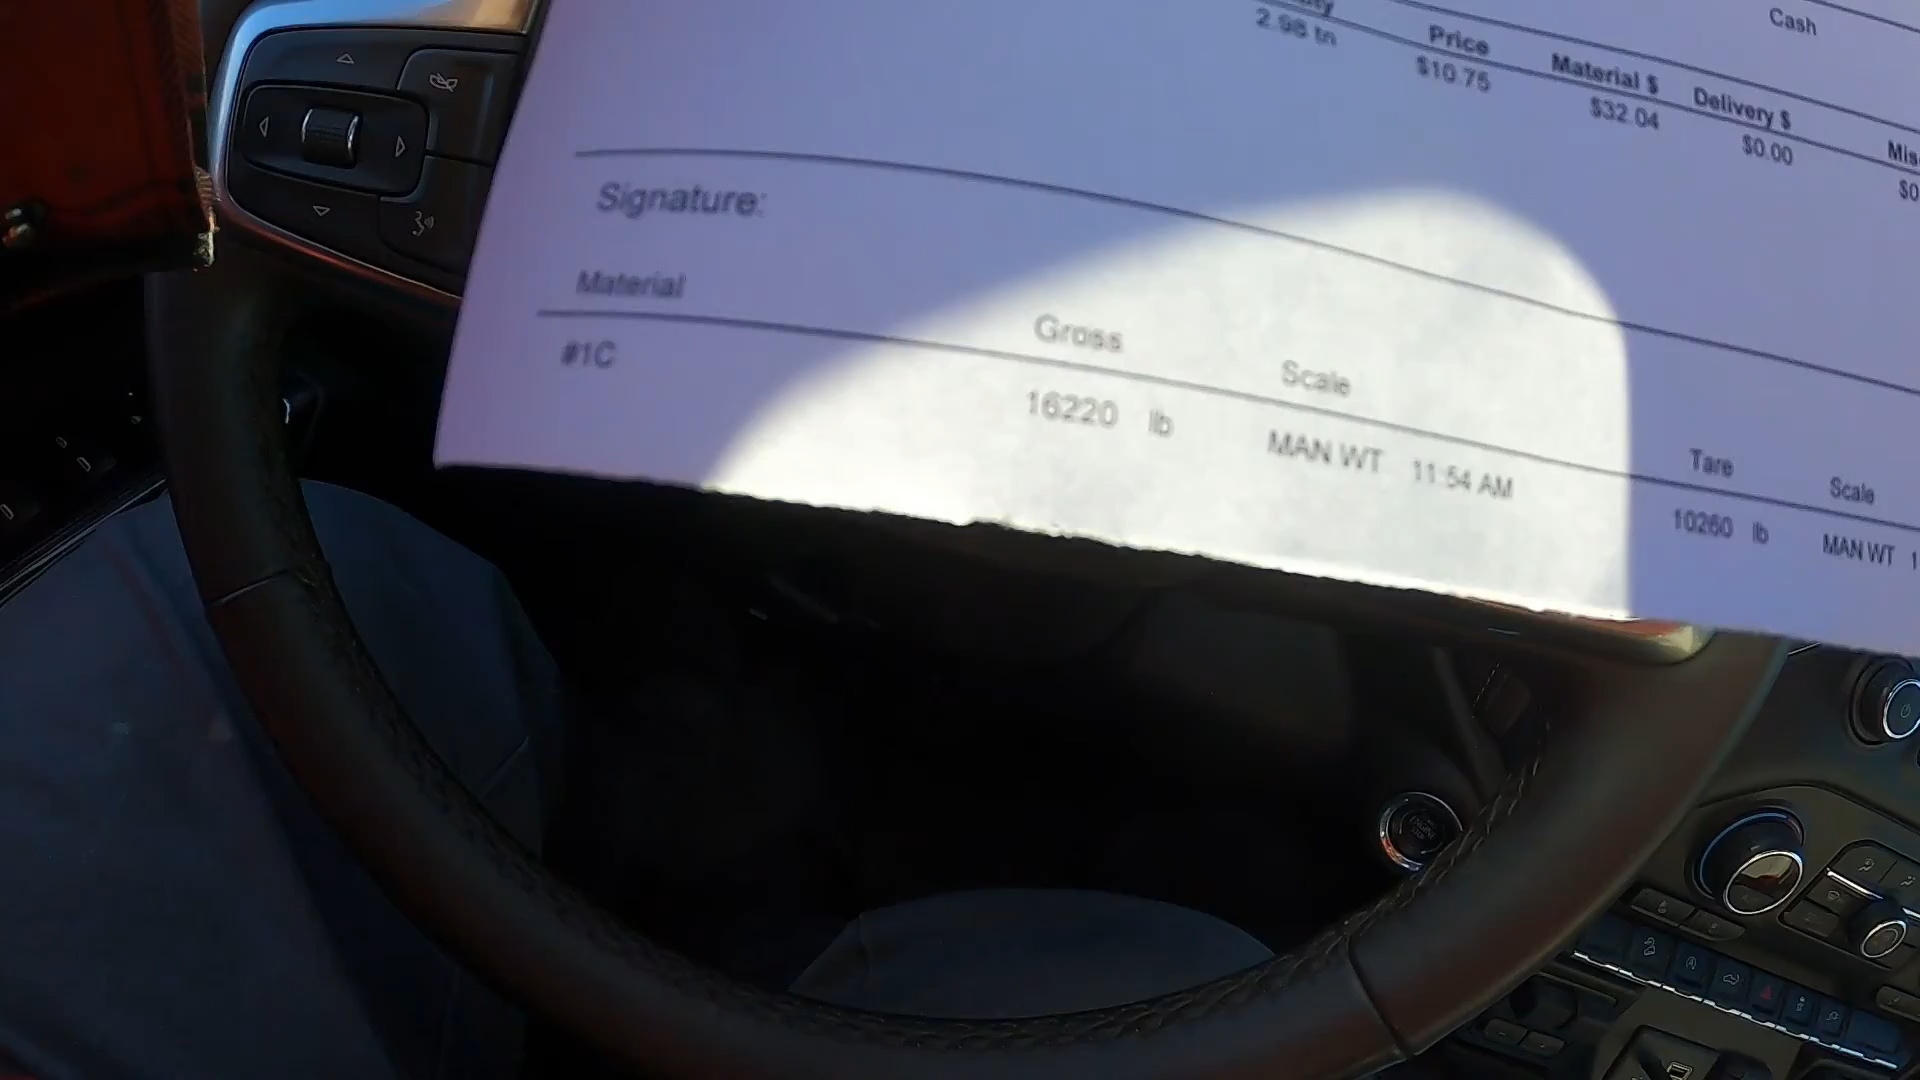 Cash
Price Material $ Delivery $
2.98 tn $10.75 $32.04 $0.00
Signature:
Material Gross Scale Tare Scale
#1C 16220 lb MAN WT 11:54 AM 10260 lb MAN WT
ENGINE